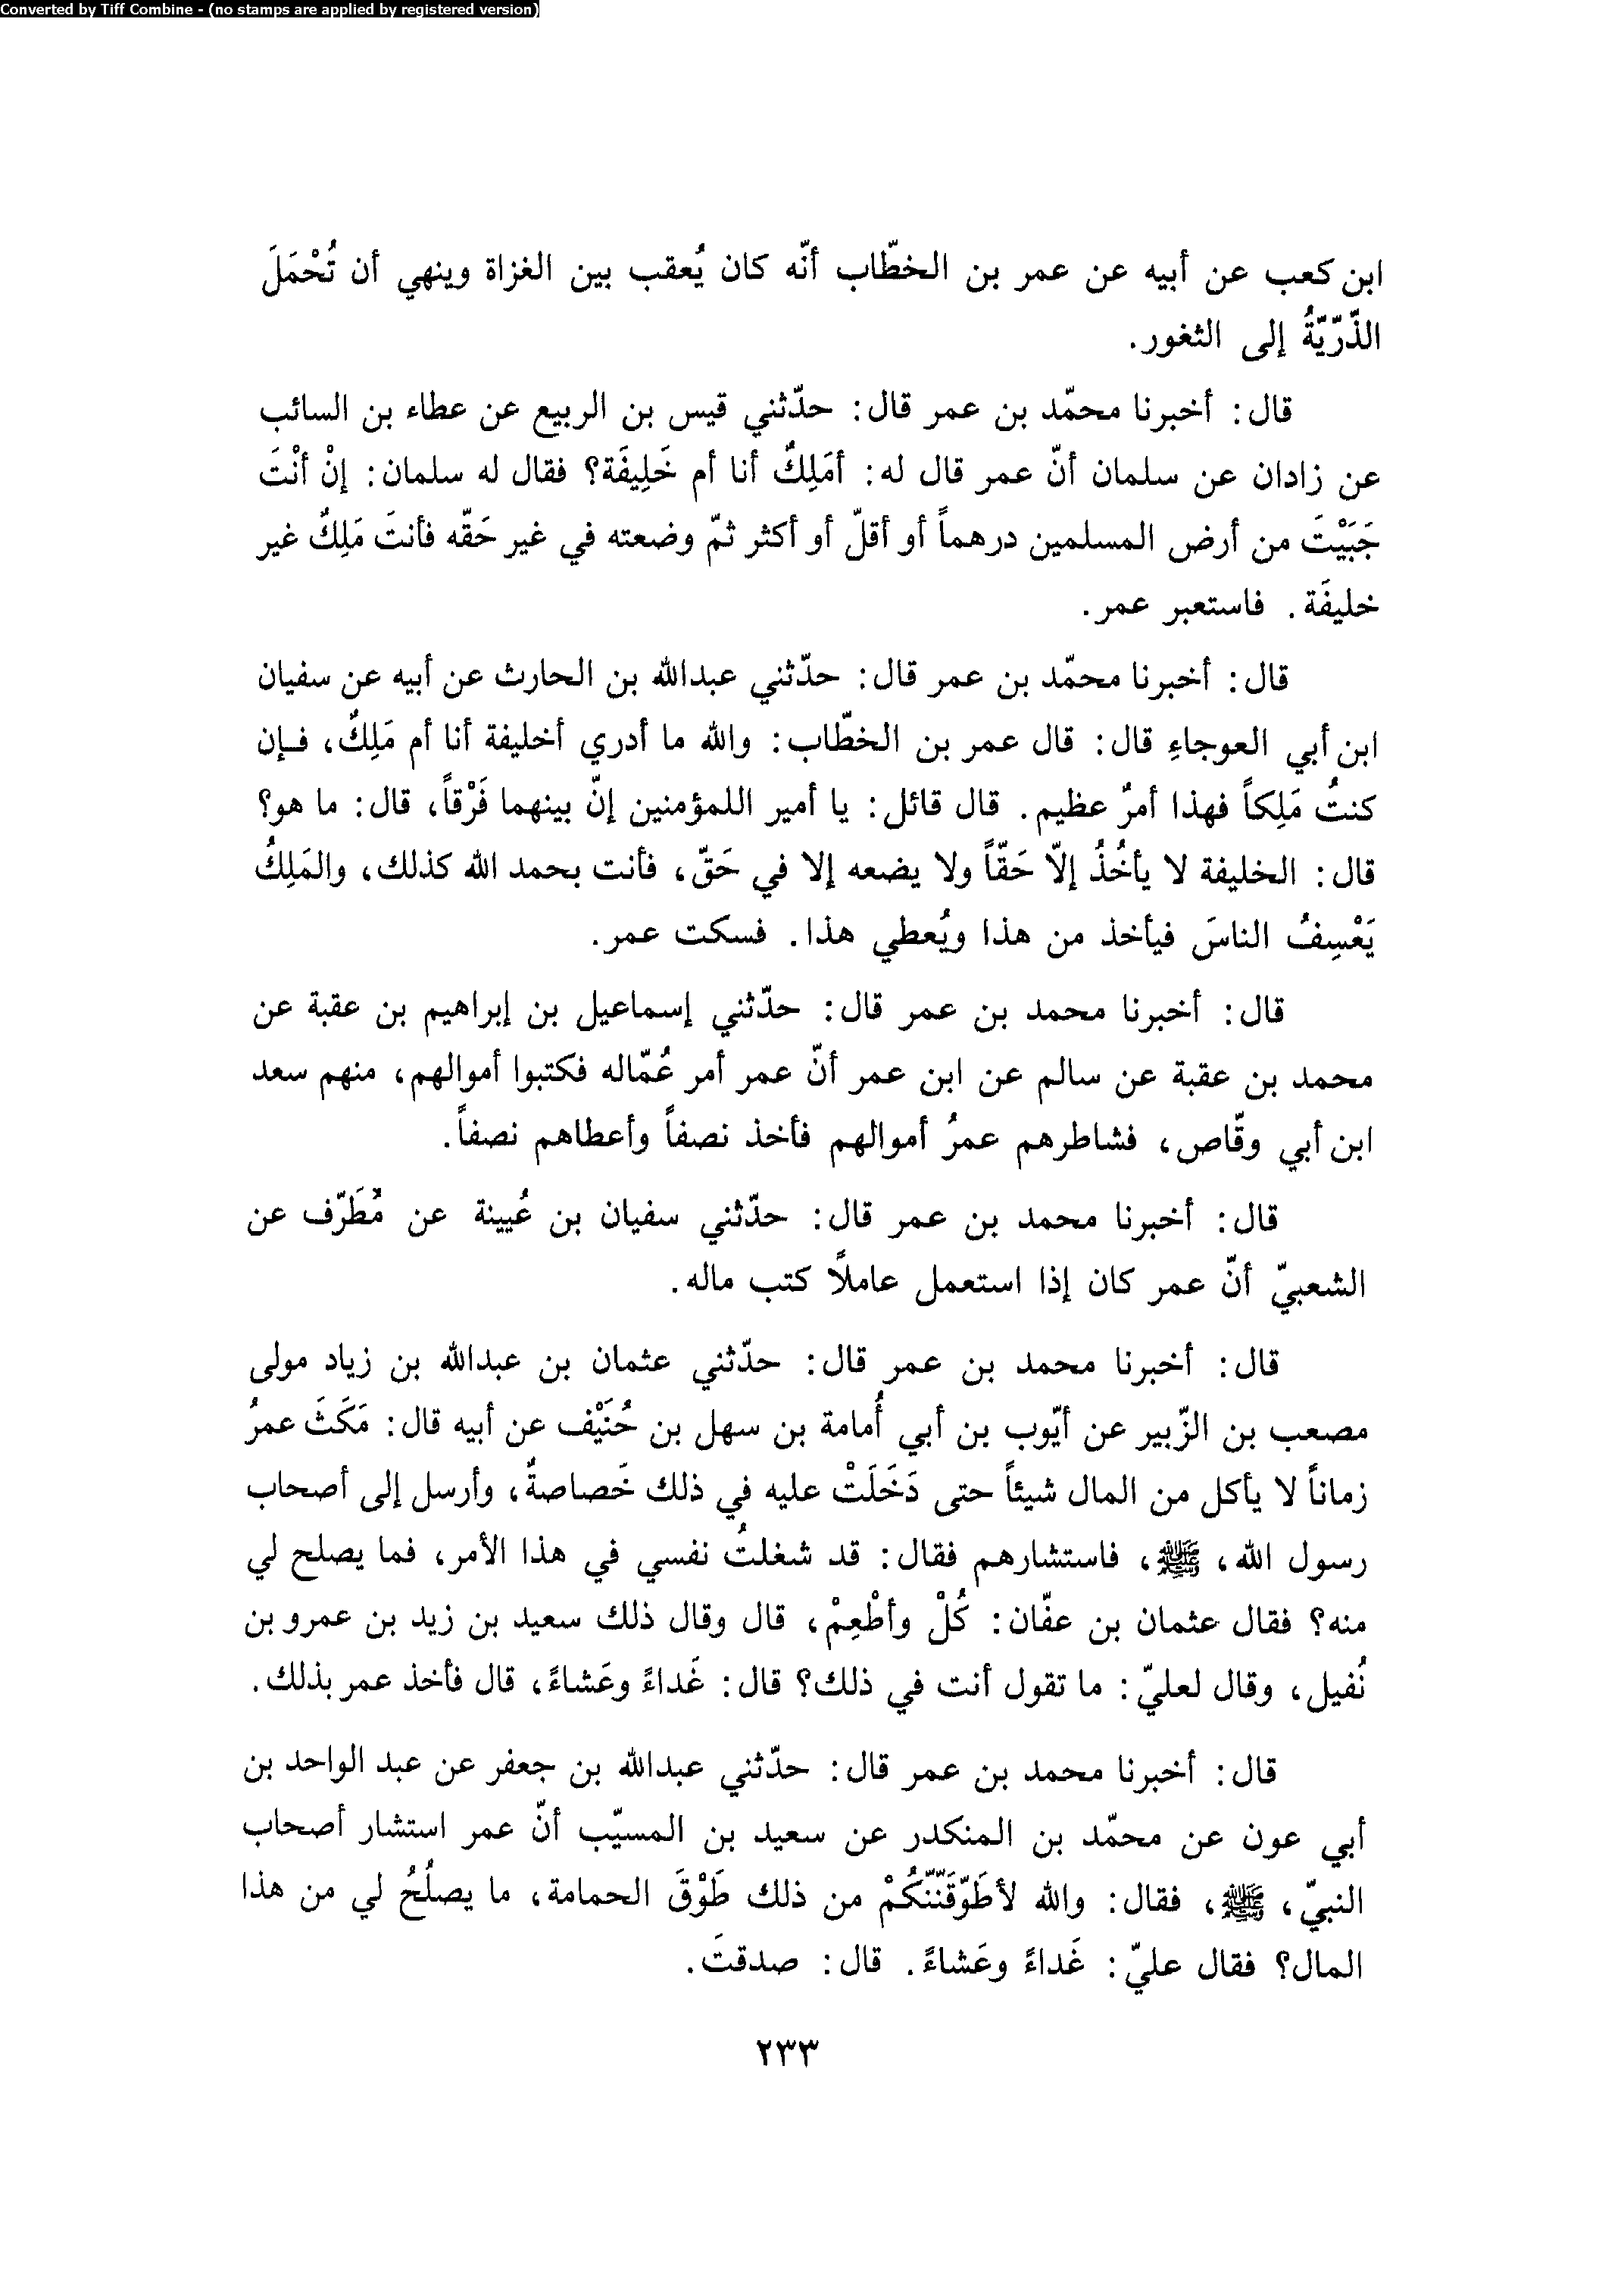 Converted by Tiff Combine - (no stamps are applied by registered version)
ابن كعب عن أبيه عن عمر بن الخطّاب أنّه كان يُعقب بين الغزاة وينهي أن تُحْمَلَ
الذّرّيّةُ إلى الثغور.
قال: أخبرنا محمّد بن عمر قال: حدّثني قيس بن الربيع عن عطاء بن السائب
عن زادان عن سلمان أنّ عمر قال له: أمَلِكٌ أنا أم خَلِيفَة؟ فقال له سلمان: إنْ أنْتَ
جَبَيْتَ من أرض المسلمين درهماً أو أقلّ أو أكثر ثمّ وضعته في غير حَقّه فأنتَ مَلِكٌ غير
خليفَة. فاستعبر عمر.
قال: أخبرنا محمّد بن عمر قال: حدّثني عبدالله بن الحارث عن أبيه عن سفيان
ابن أبي العوجاءِ قال: قال عمر بن الخطّاب: والله ما أدري أخليفة أنا أم مَلِكٌ، فإن
كنتُ مَلِكاً فهذا أمرٌ عظيم. قال قائل: يا أمير اللمؤمنين إنّ بينهما فَرْقاً، قال: ما هو؟
قال: الخليفة لا يأخُذُ إلّا حَقّاً ولا يضعه إلا في حَقّ، فأنت بحمد الله كذلك، والمَلِكُ
يَعْسِفُ الناسَ فيأخذ من هذا ويُعطي هذا. فسكت عمر.
قال: أخبرنا محمد بن عمر قال: حدّثني إسماعيل بن إبراهيم بن عقبة عن
محمد بن عقبة عن سالم عن ابن عمر أنّ عمر أمر عُمّاله فكتبوا أموالهم، منهم سعد
ابن أبي وقّاص، فشاطرهم عمرُ أموالهم فأخذ نصفاً وأعطاهم نصفاً.
قال: أخبرنا محمد بن عمر قال: حدّثني سفيان بن عُيينة عن مُطَرّف عن
الشعبيّ أنّ عمر كان إذا استعمل عاملًا كتب ماله.
قال: أخبرنا محمد بن عمر قال: حدّثني عثمان بن عبدالله بن زياد مولى
مصعب بن الزّبير عن أيّوب بن أبي أُمامة بن سهل بن حُنَيْف عن أبيه قال: مَكَثَ عمرُ
زماناً لا يأكل من المال شيئاً حتى دَخَلَتْ عليه في ذلك خَصاصةٌ، وأرسل إلى أصحاب
رسول الله، ﷺ، فاستشارهم فقال: قد شغلتُ نفسي في هذا الأمر، فما يصلح لي
منه؟ فقال عثمان بن عفّان: كُلْ وأطْعِمْ، قال وقال ذلك سعيد بن زيد بن عمرو بن
نُفيل، وقال لعليّ: ما تقول أنت في ذلك؟ قال: غَداءً وعَشاءً، قال فأخذ عمر بذلك.
قال: أخبرنا محمد بن عمر قال: حدّثني عبدالله بن جعفر عن عبد الواحد بن
أبي عون عن محمّد بن المنكدر عن سعيد بن المسيّب أنّ عمر استشار أصحاب
النبيّ، ﷺ، فقال: والله لأطَوّقَنّنّكُمْ من ذلك طَوْقَ الحمامة، ما يصلُحُ لي من هذا
المال؟ فقال عليّ: غَداءً وعَشاءً. قال: صدقتَ.
٢٣٣